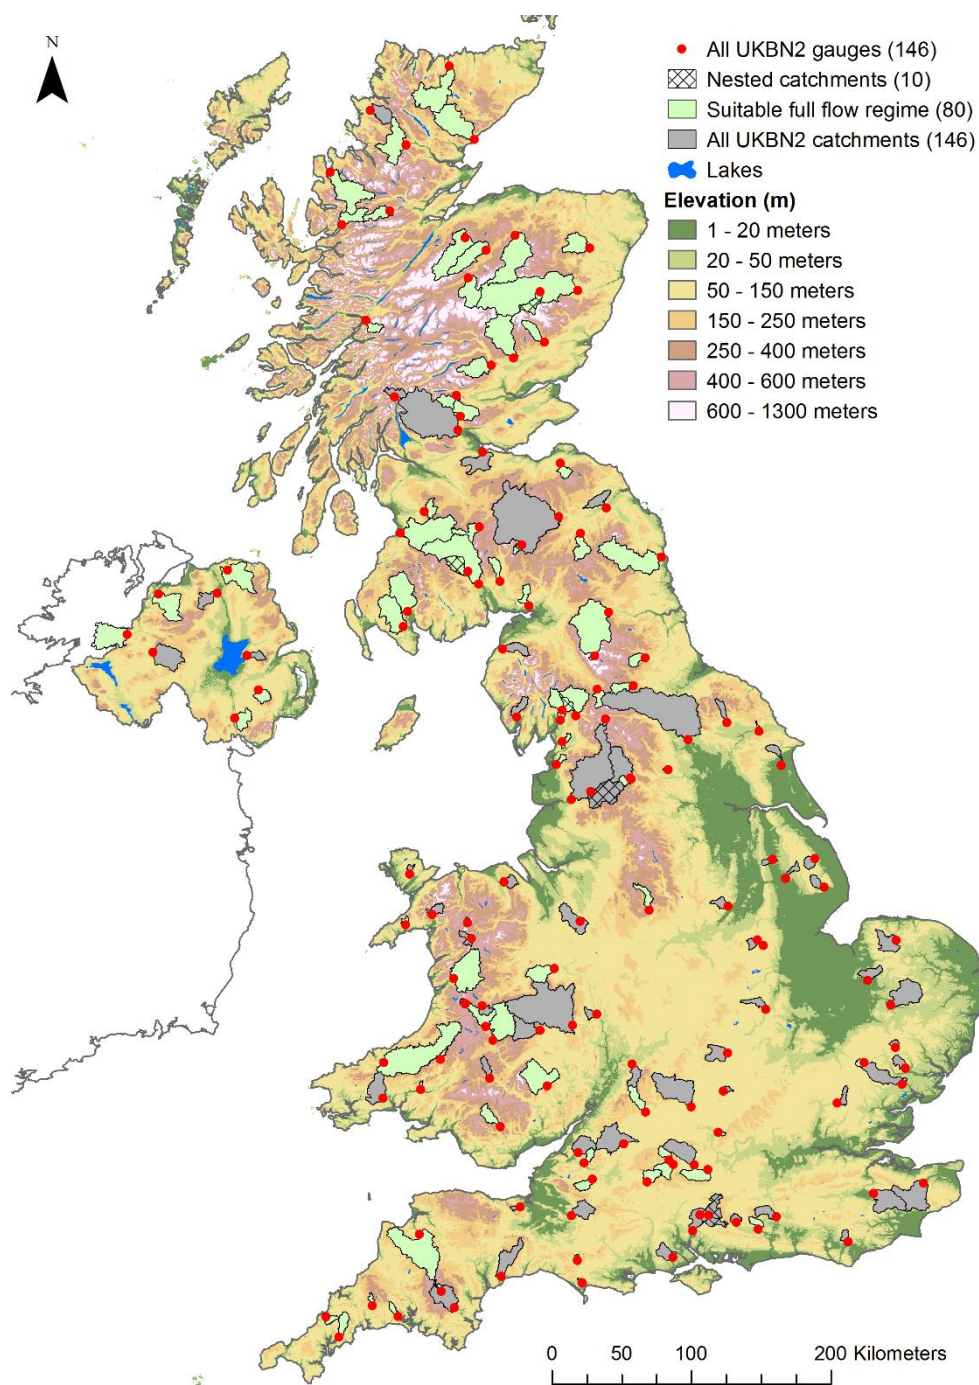 N
All UKBN2 gauges (146)
Nested catchments (10)
Suitable full flow regime (80)
All UKBN2 catchments (146)
Lakes
Elevation (m)
1 - 20 meters
20 - 50 meters
50 - 150 meters
150 - 250 meters
250 - 400 meters
400 - 600 meters
600 - 1300 meters
0 50 100 200 Kilometers